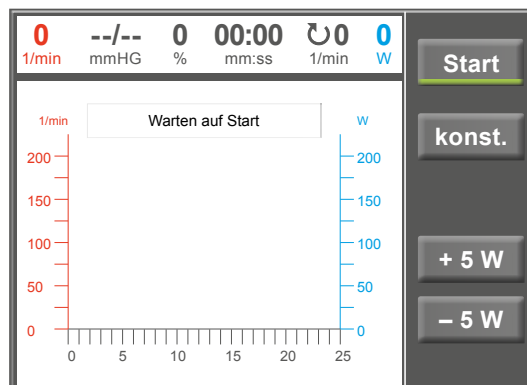 0 --/-- 0 00:00 ↻0 0
1/min mmHG % mm:ss 1/min W
Start
konst.
+ 5 W
– 5 W
1/min Warten auf Start W
200 200
150 150
100 100
50 50
0 0
0 5 10 15 20 25